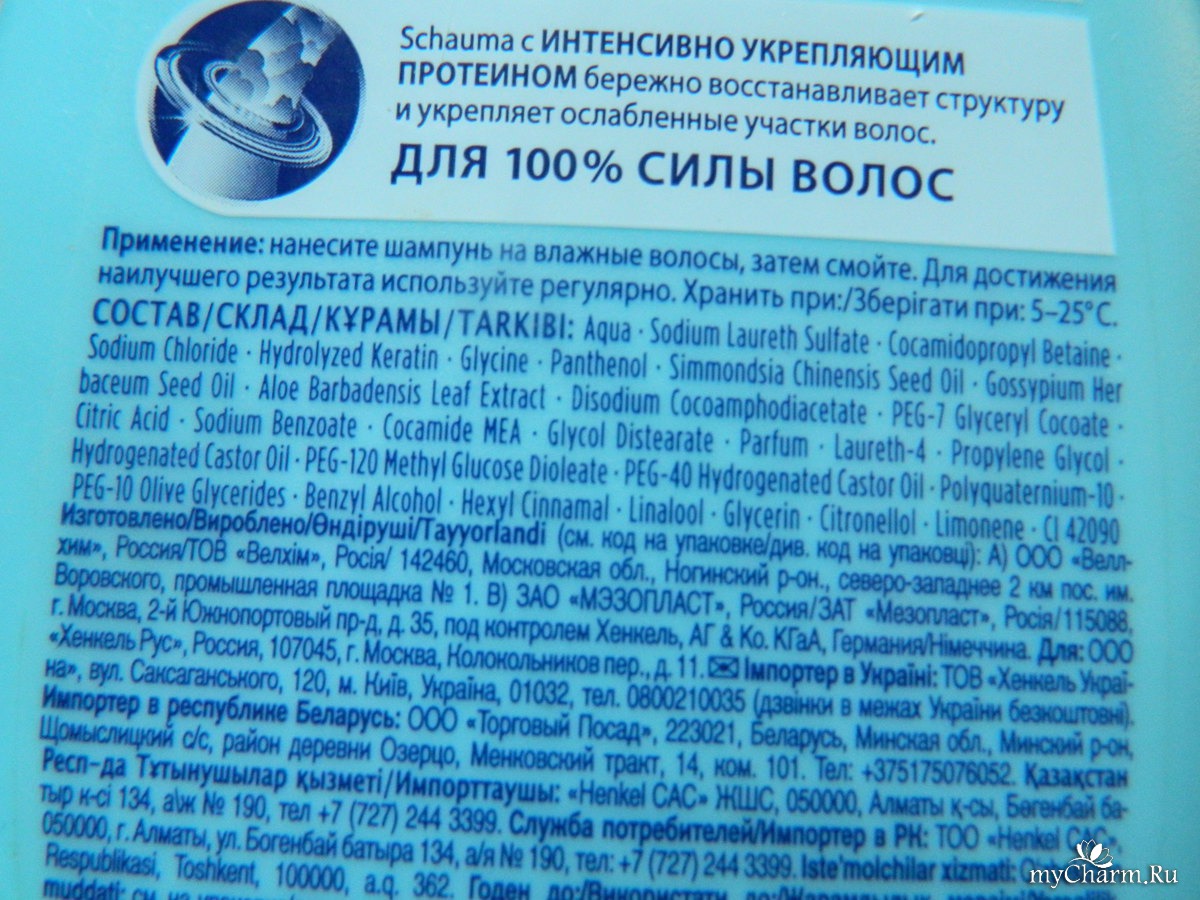 Schauma с ИНТЕНСИВНО УКРЕПЛЯЮЩИМ
ПРОТЕИНОМ бережно восстанавливает структуру
и укрепляет ослабленные участки волос.
ДЛЯ 100% СИЛЫ ВОЛОС
Применение: нанесите шампунь на влажные волосы, затем смойте. Для достижения
наилучшего результата используйте регулярно. Хранить при:/Зберігати при: 5–25°C.
СОСТАВ/СКЛАД/ҚҰРАМЫ/TARKIBI: Aqua · Sodium Laureth Sulfate · Cocamidopropyl Betaine ·
Sodium Chloride · Hydrolyzed Keratin · Glycine · Panthenol · Simmondsia Chinensis Seed Oil · Gossypium Her
baceum Seed Oil · Aloe Barbadensis Leaf Extract · Disodium Cocoamphodiacetate · PEG-7 Glyceryl Cocoate ·
Citric Acid · Sodium Benzoate · Cocamide MEA · Glycol Distearate · Parfum · Laureth-4 · Propylene Glycol ·
Hydrogenated Castor Oil · PEG-120 Methyl Glucose Dioleate · PEG-40 Hydrogenated Castor Oil · Polyquaternium-10 ·
PEG-10 Olive Glycerides · Benzyl Alcohol · Hexyl Cinnamal · Linalool · Glycerin · Citronellol · Limonene · CI 42090
Изготовлено/Вироблено/Өндіруші/Tayyorlandi (см. код на упаковке/див. код на упаковці): А) ООО «Велл-
хим», Россия/ТОВ «Велхім», Росія/ 142460, Московская обл., Ногинский р-он., северо-западнее 2 км пос. им.
Воровского, промышленная площадка № 1. В) ЗАО «МЭЗОПЛАСТ», Россия/ЗАТ «Мезопласт», Росія/115088,
г. Москва, 2-й Южнопортовый пр-д, д. 35, под контролем Хенкель, АГ & Ко. КГаА, Германия/Німеччина. Для: ООО
«Хенкель Рус», Россия, 107045, г. Москва, Колокольников пер., д. 11. Імпортер в Україні: ТОВ «Хенкель Украї-
на», вул. Саксаганського, 120, м. Київ, Україна, 01032, тел. 0800210035 (дзвінки в межах України безкоштовні).
Импортер в республике Беларусь: ООО «Торговый Посад», 223021, Беларусь, Минская обл., Минский р-он,
Щомыслицкий с/с, район деревни Озерцо, Менковский тракт, 14, ком. 101. Тел: +375175076052. Қазақстан
Респ-да Тұтынушылар қызметі/Импорттаушы: «Henkel CAC» ЖШС, 050000, Алматы қ-сы, Бөгенбай ба-
тыр к-сі 134, а\ж № 190, тел +7 (727) 244 3399. Служба потребителей/Импортер в РК: ТОО «Henkel CAC»,
050000, г. Алматы, ул. Богенбай батыра 134, а/я № 190, тел: +7 (727) 244 3399. Iste'molchilar xizmati:
Respublikasi, Toshkent, 100000, a.q. 362. Годен до:/Використати до:
muddati: см. на
myCharm.Ru